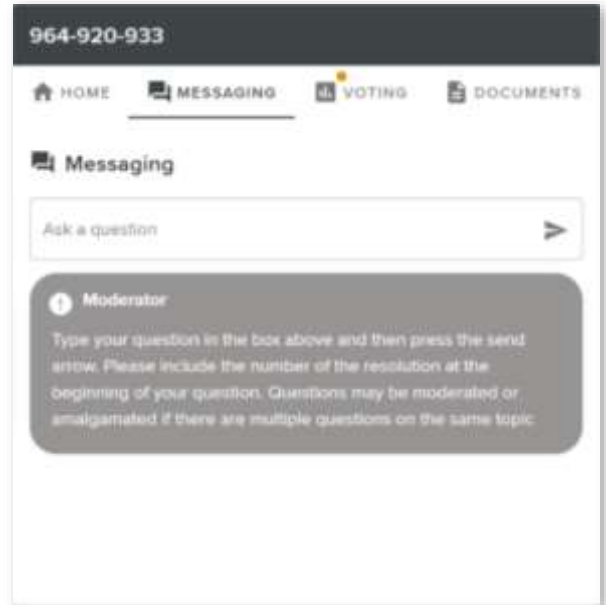 964-920-933
HOME MESSAGING VOTING DOCUMENTS
Messaging
Ask a question
Moderator
Type your question in the box above and then press the send
arrow. Please include the number of the resolution at the
beginning of your question. Questions may be moderated or
amalgamated if there are multiple questions on the same topic